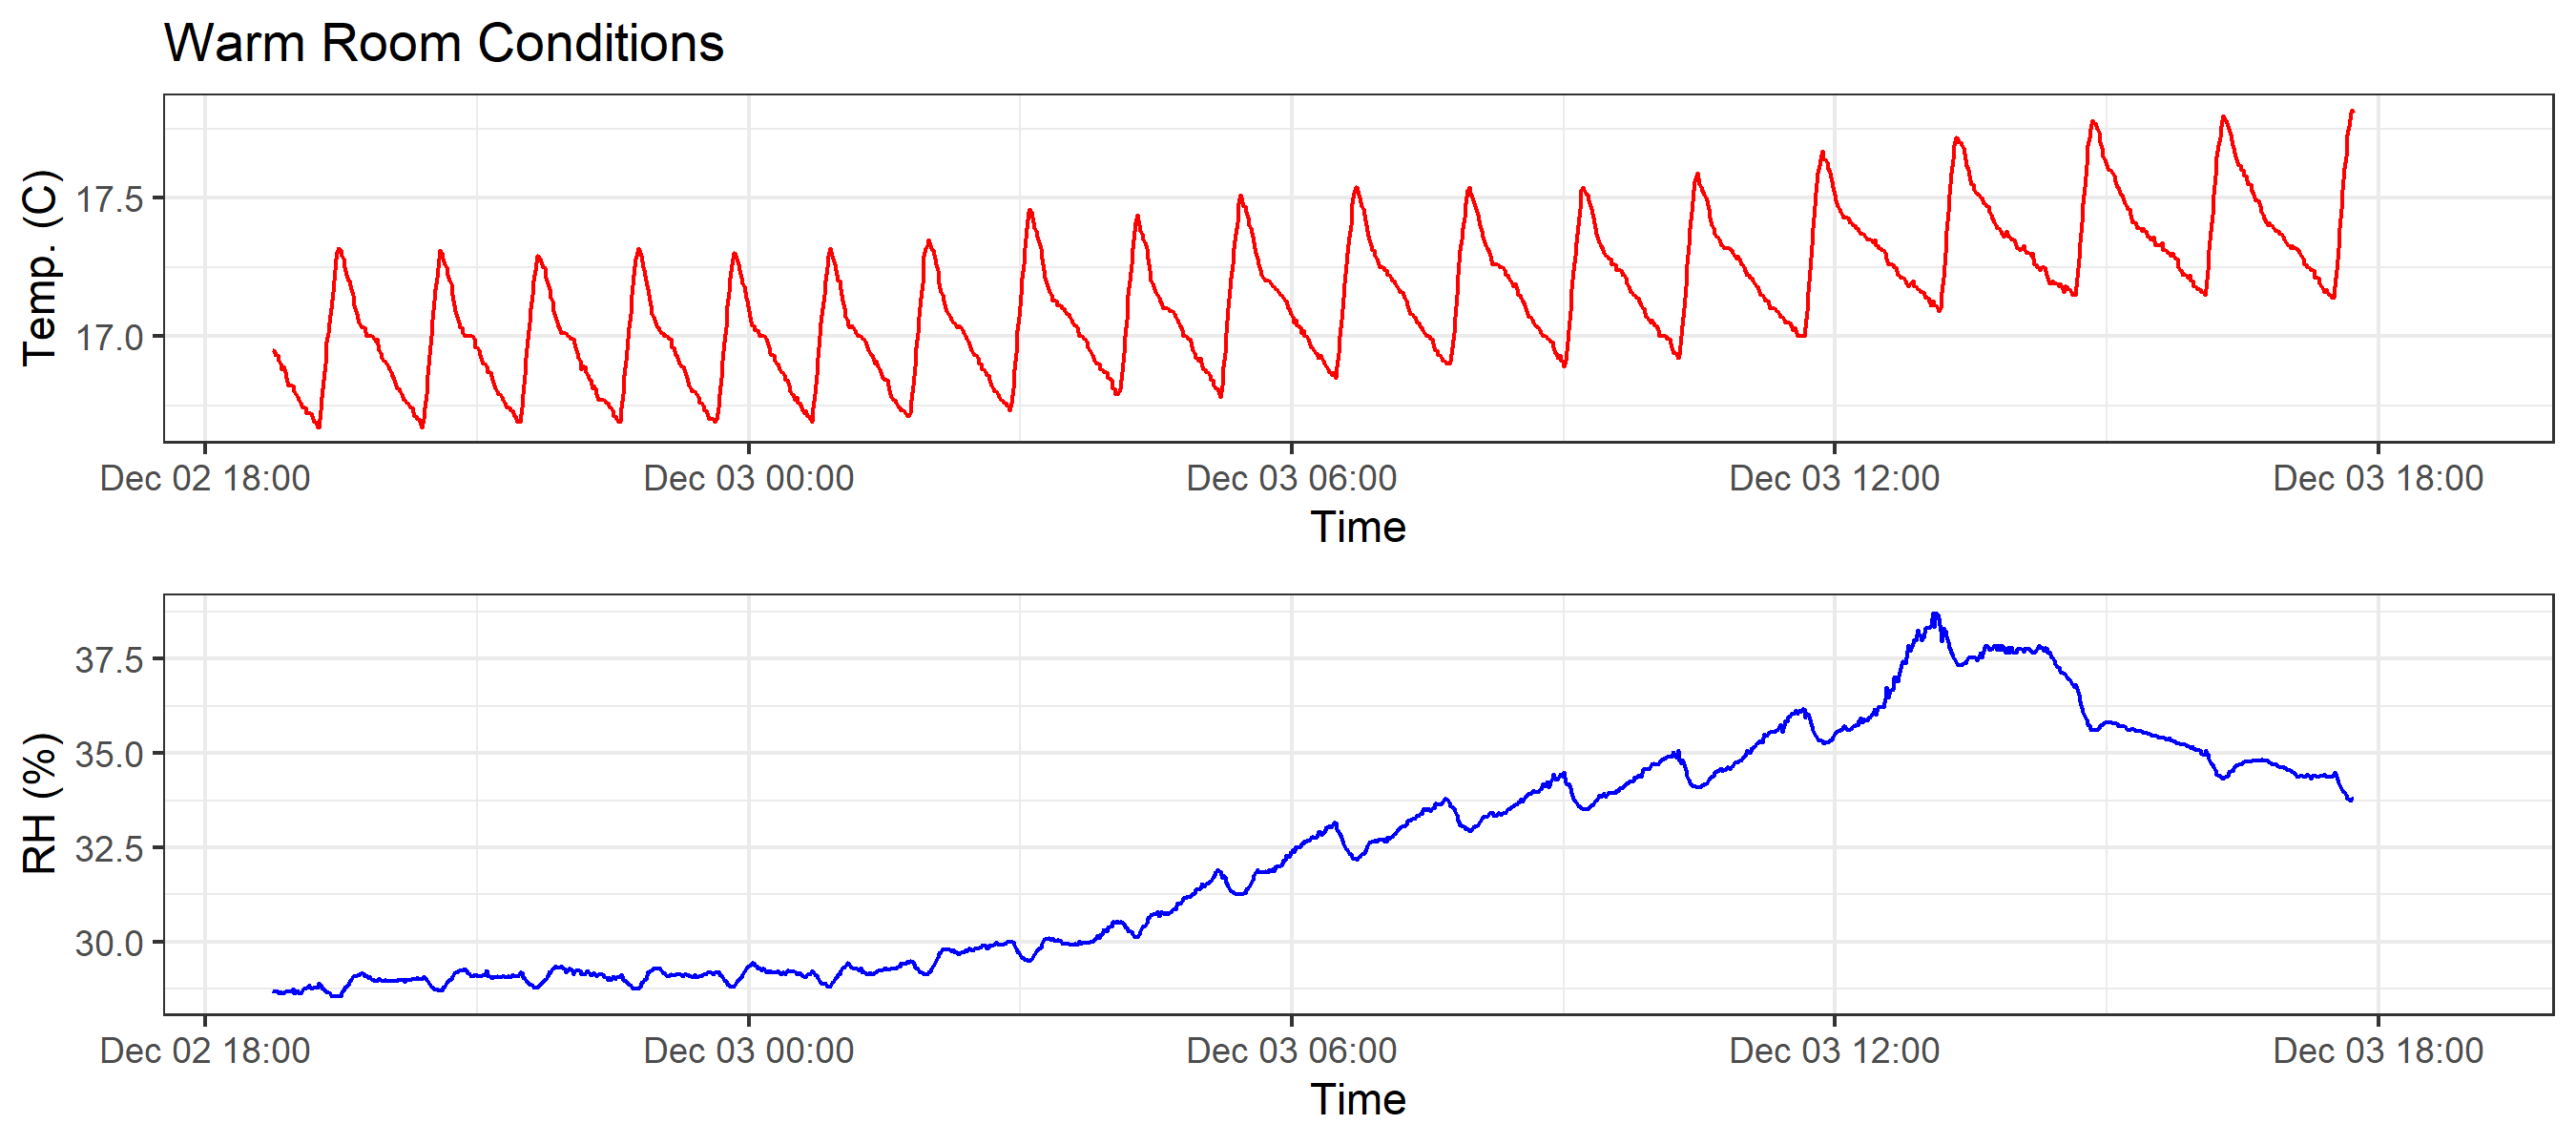 Warm Room Conditions
Temp. (C)
17.5
17.0
Dec 02 18:00 Dec 03 00:00 Dec 03 06:00 Dec 03 12:00 Dec 03 18:00
Time
RH (%)
37.5
35.0
32.5
30.0
Dec 02 18:00 Dec 03 00:00 Dec 03 06:00 Dec 03 12:00 Dec 03 18:00
Time